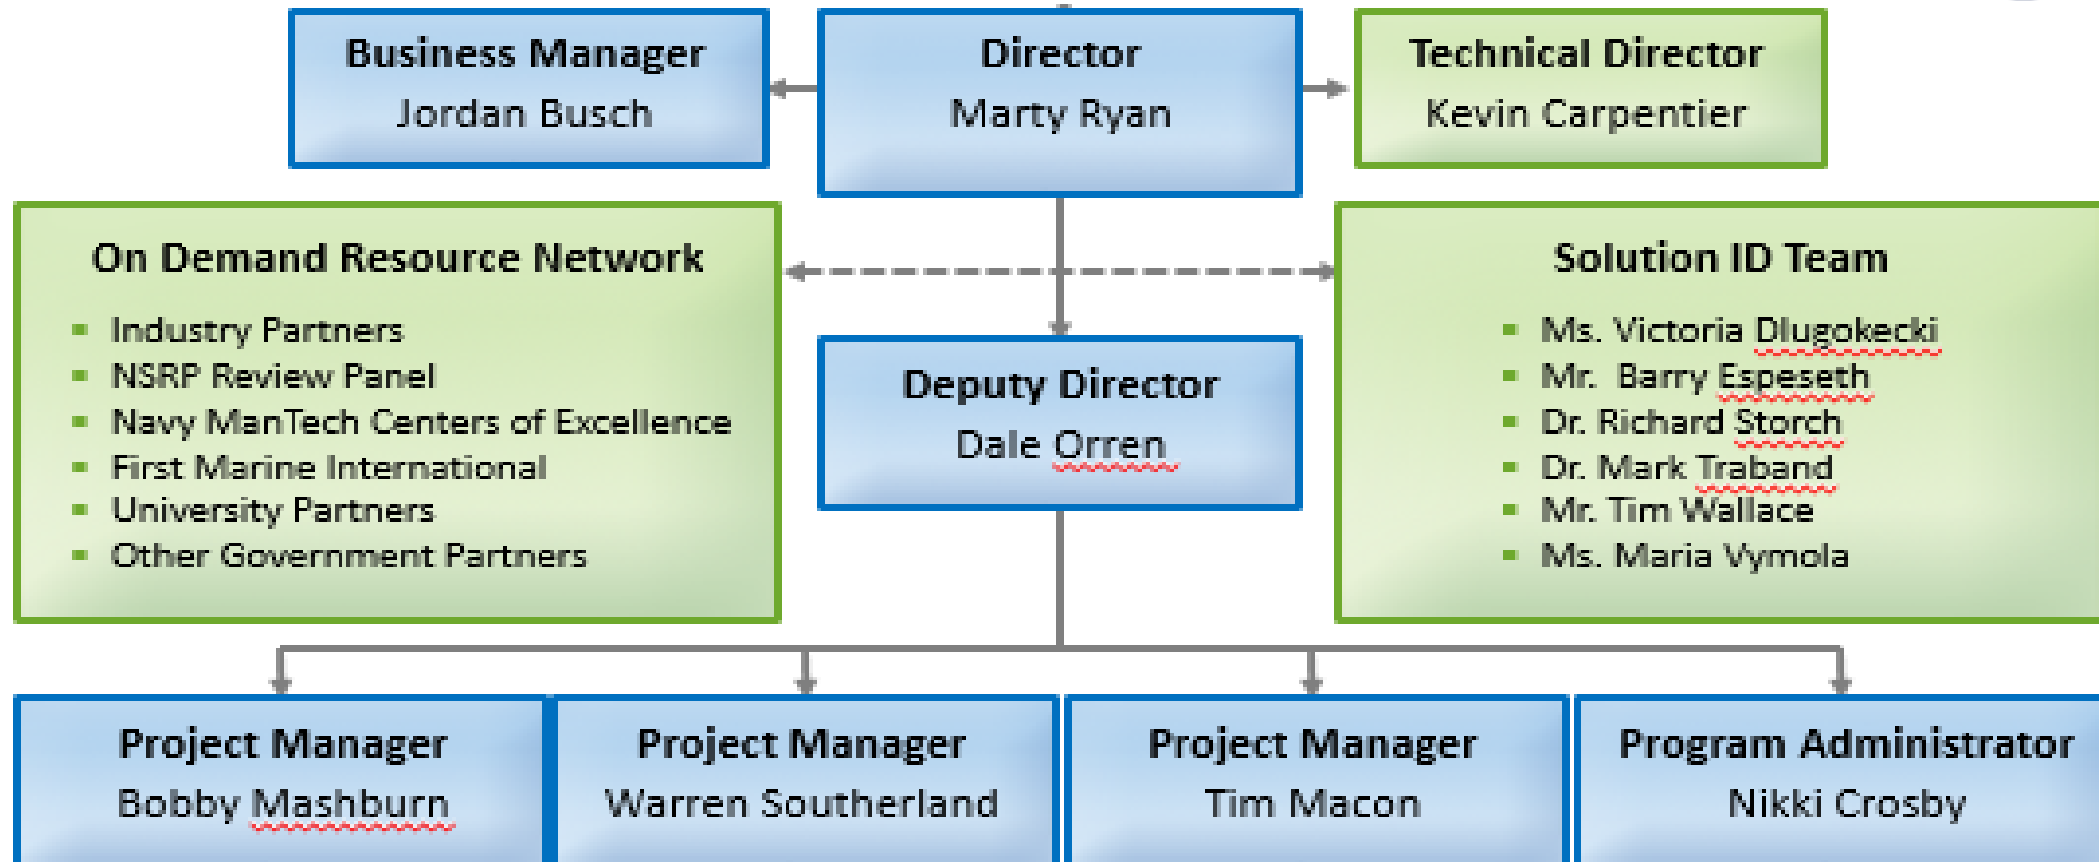 Business Manager
Jordan Busch
Director
Marty Ryan
Technical Director
Kevin Carpentier
On Demand Resource Network
Industry Partners
NSRP Review Panel
Navy ManTech Centers of Excellence
First Marine International
University Partners
Other Government Partners
Solution ID Team
Ms. Victoria Dlugokecki
Mr.  Barry Espeseth
Dr. Richard Storch
Dr. Mark Traband
Mr. Tim Wallace
Ms. Maria Vymola
Deputy Director
Dale Orren
Project Manager
Bobby Mashburn
Project Manager
Warren Southerland
Project Manager
Tim Macon
Program Administrator
Nikki Crosby